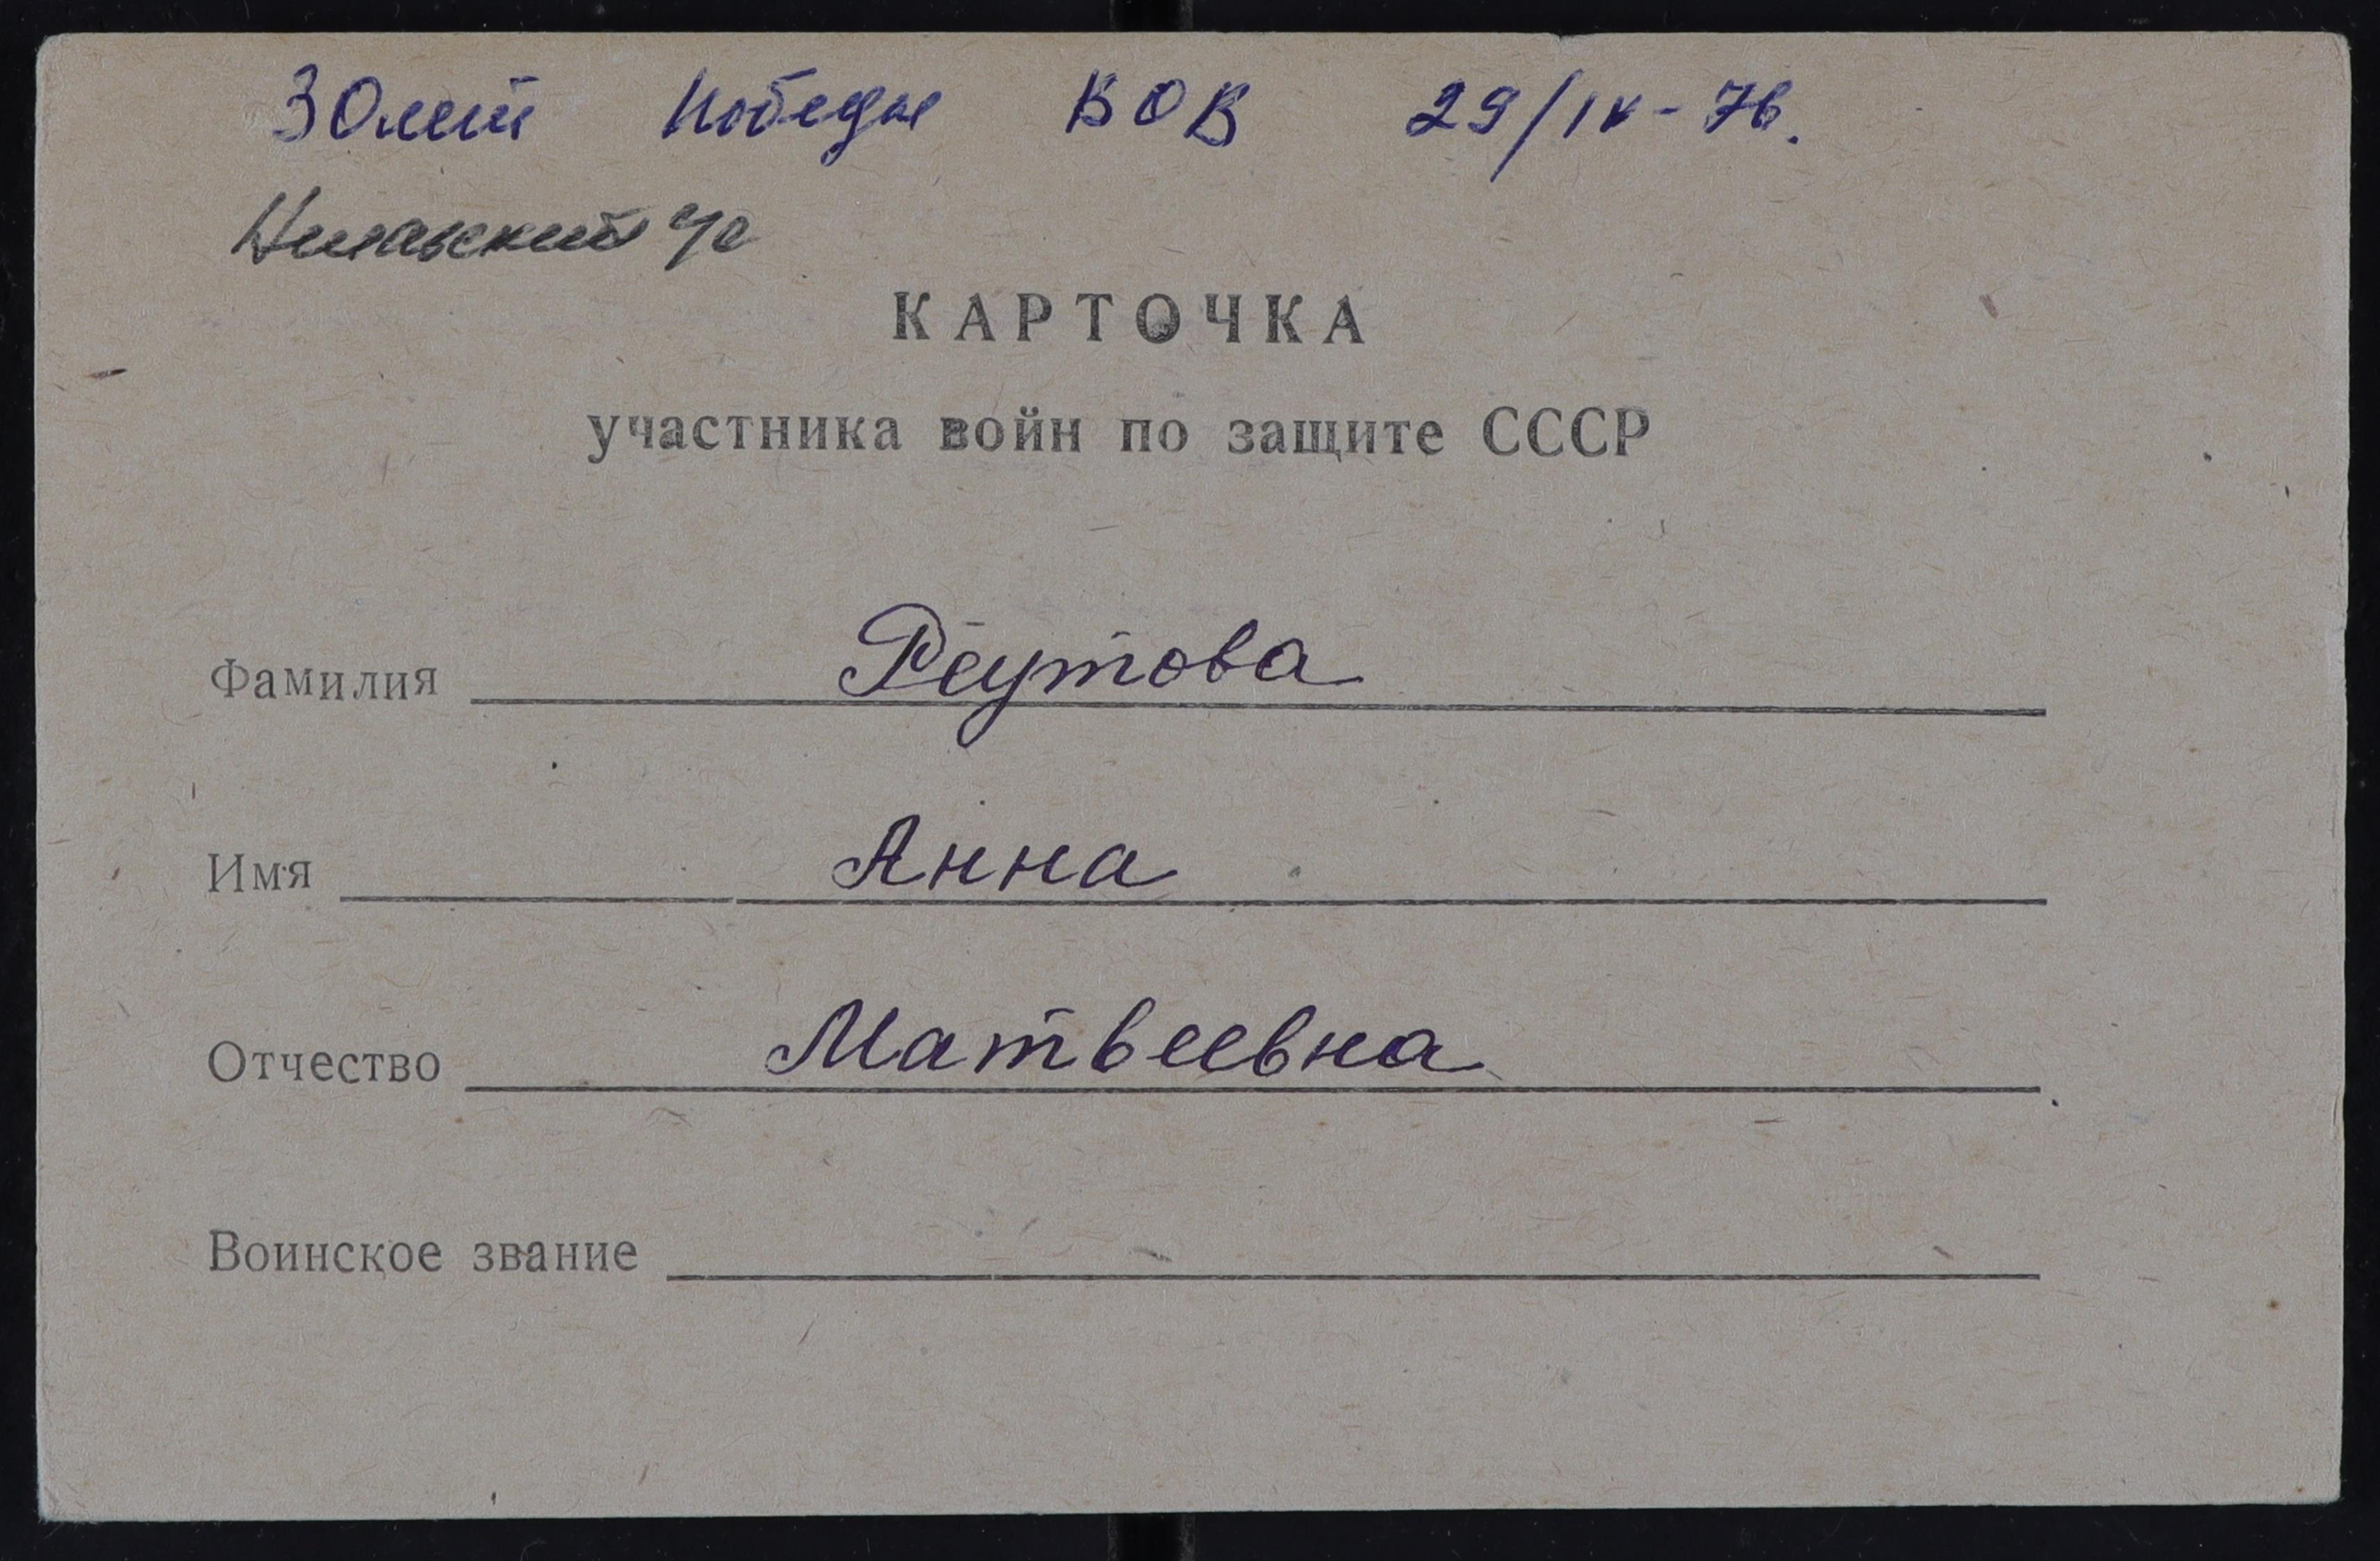 30 лет Победы ВОВ 29/IV-76.
КАРТОЧКА
участника войн по защите СССР
Фамилия Реутова
Имя Анна
Отчество Матвеевна
Воинское звание